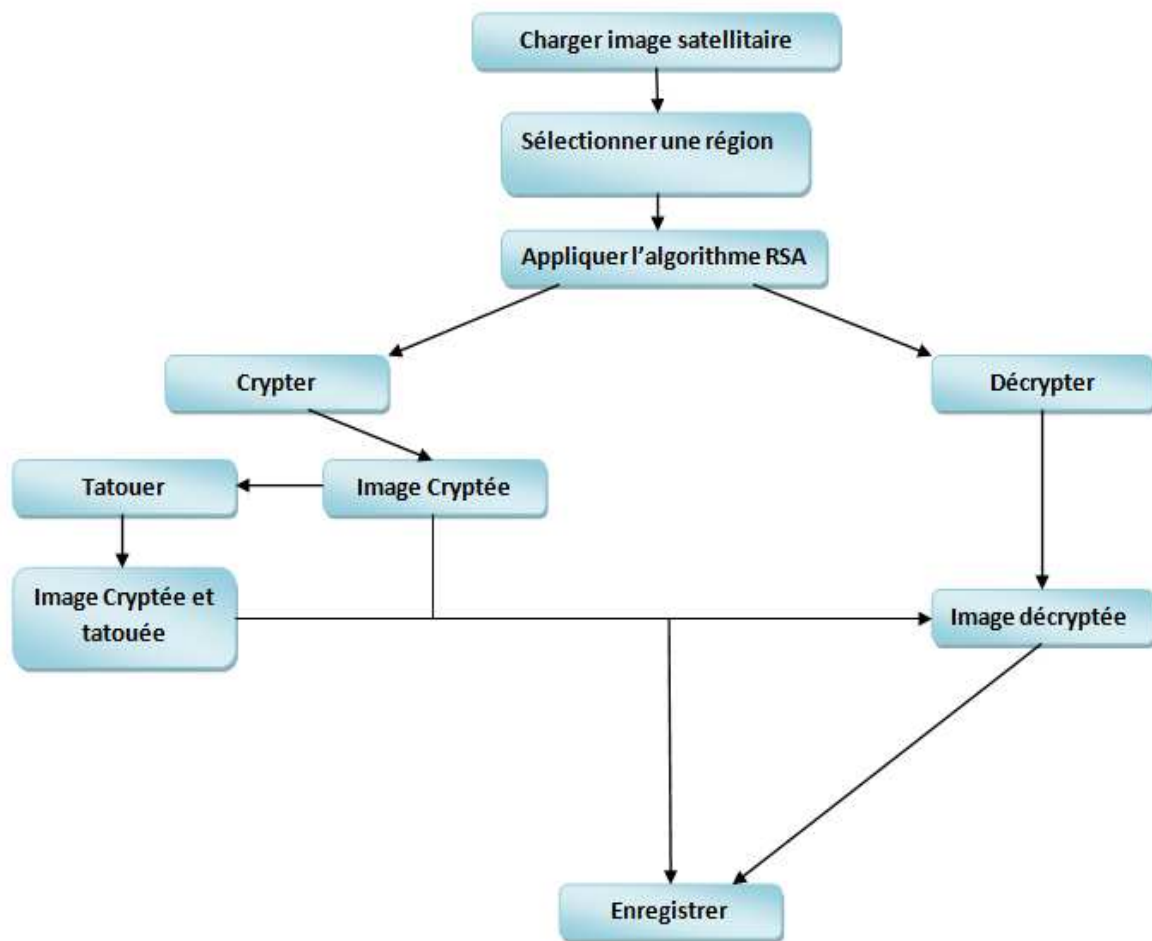 Charger image satellitaire
Sélectionner une région
Appliquer l'algorithme RSA
Crypter
Décrypter
Tatouer
Image Cryptée
Image Cryptée et
tatouée
Image décryptée
Enregistrer